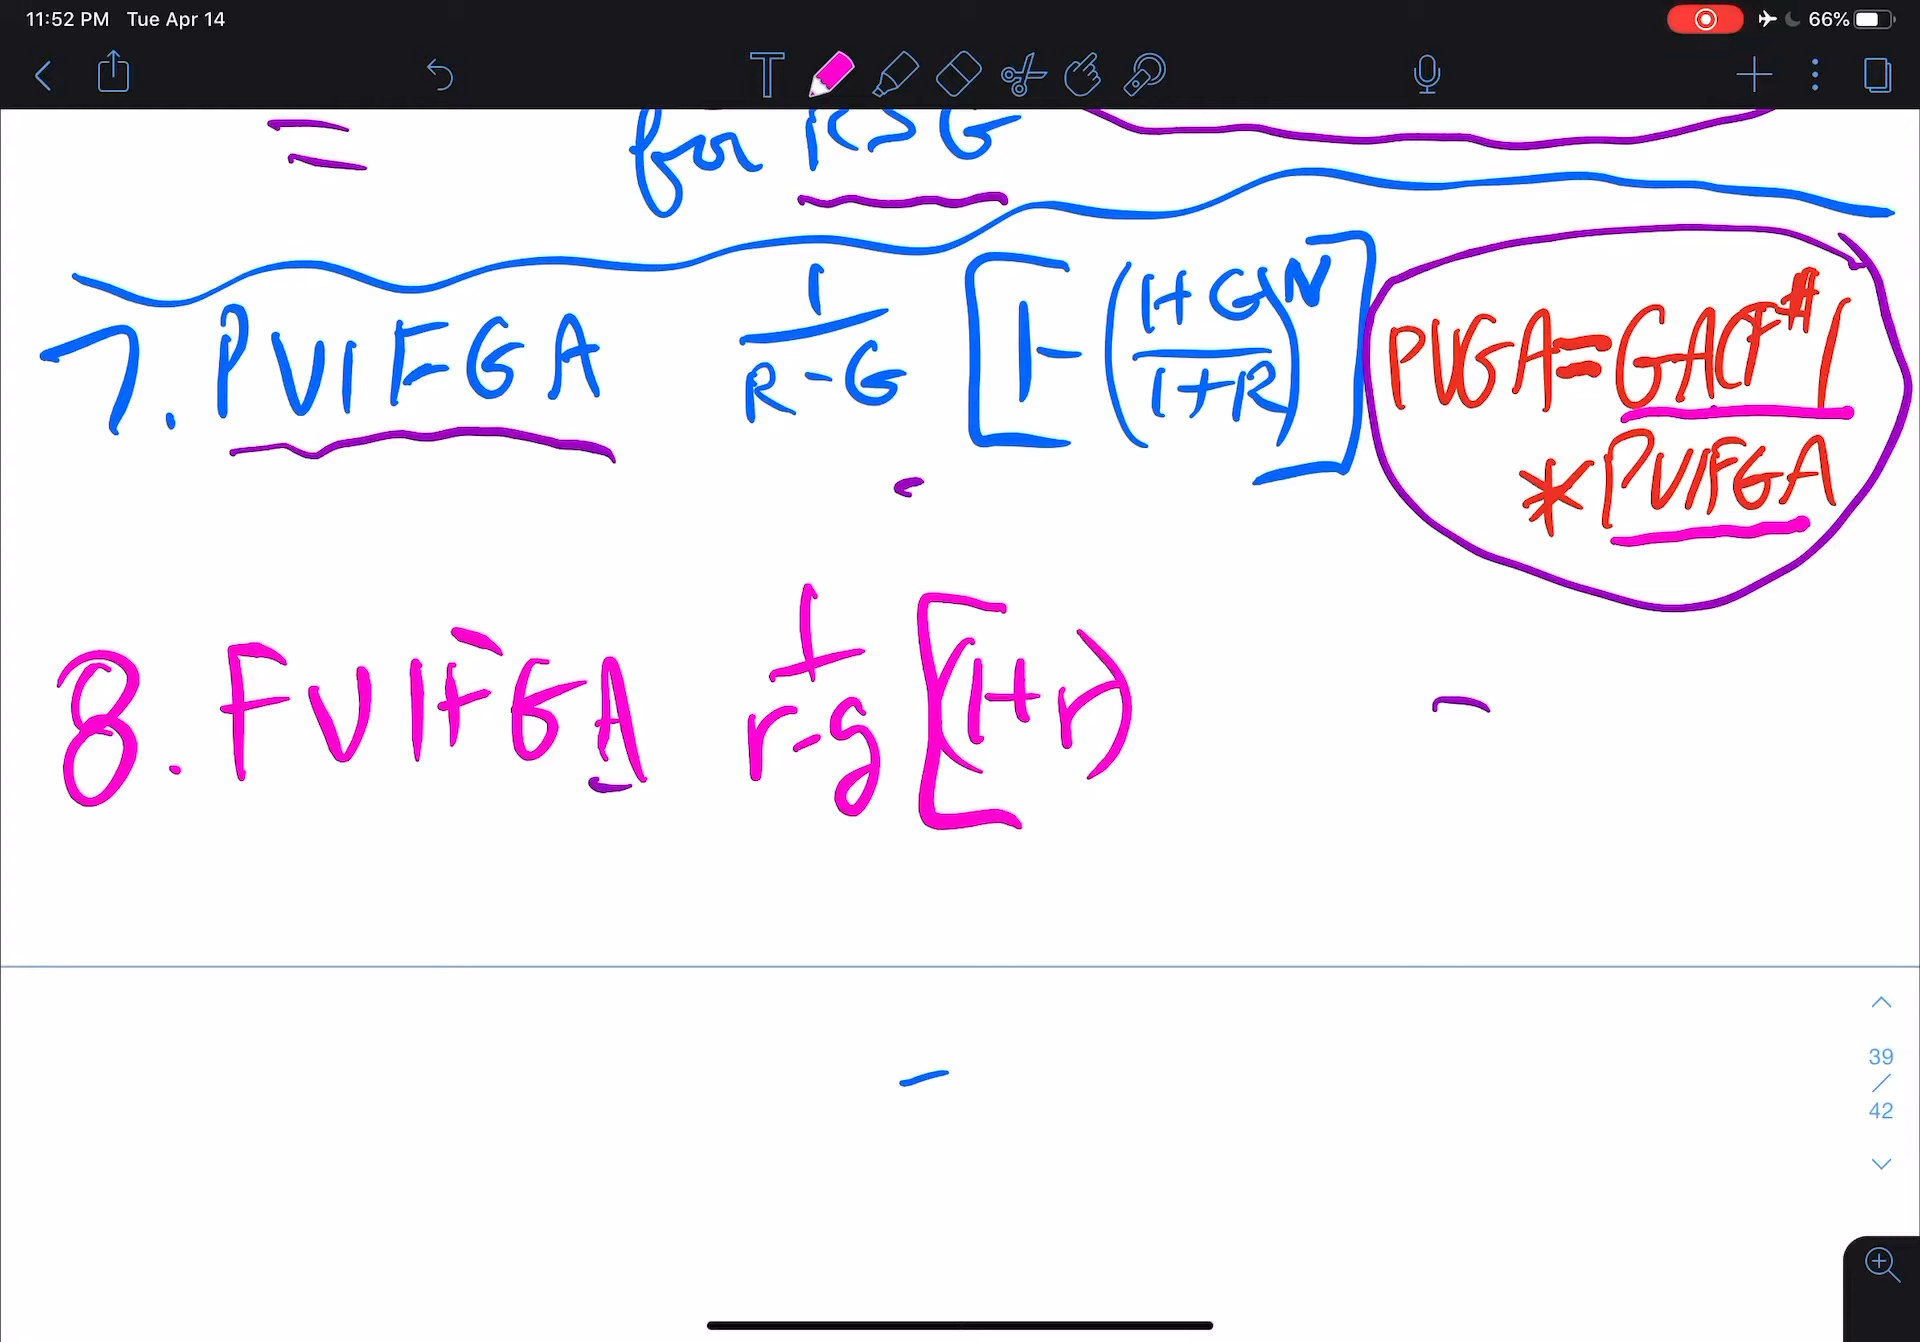 11:52 PM Tue Apr 14 66%
for RSG
7. PVIFGA 1/(R-G) [1-((1+G)/(1+R))^N] PVGA=GACF#1
*PVIFGA
8. FVIFGA 1/(r-g) [(1+r)
39
/
42